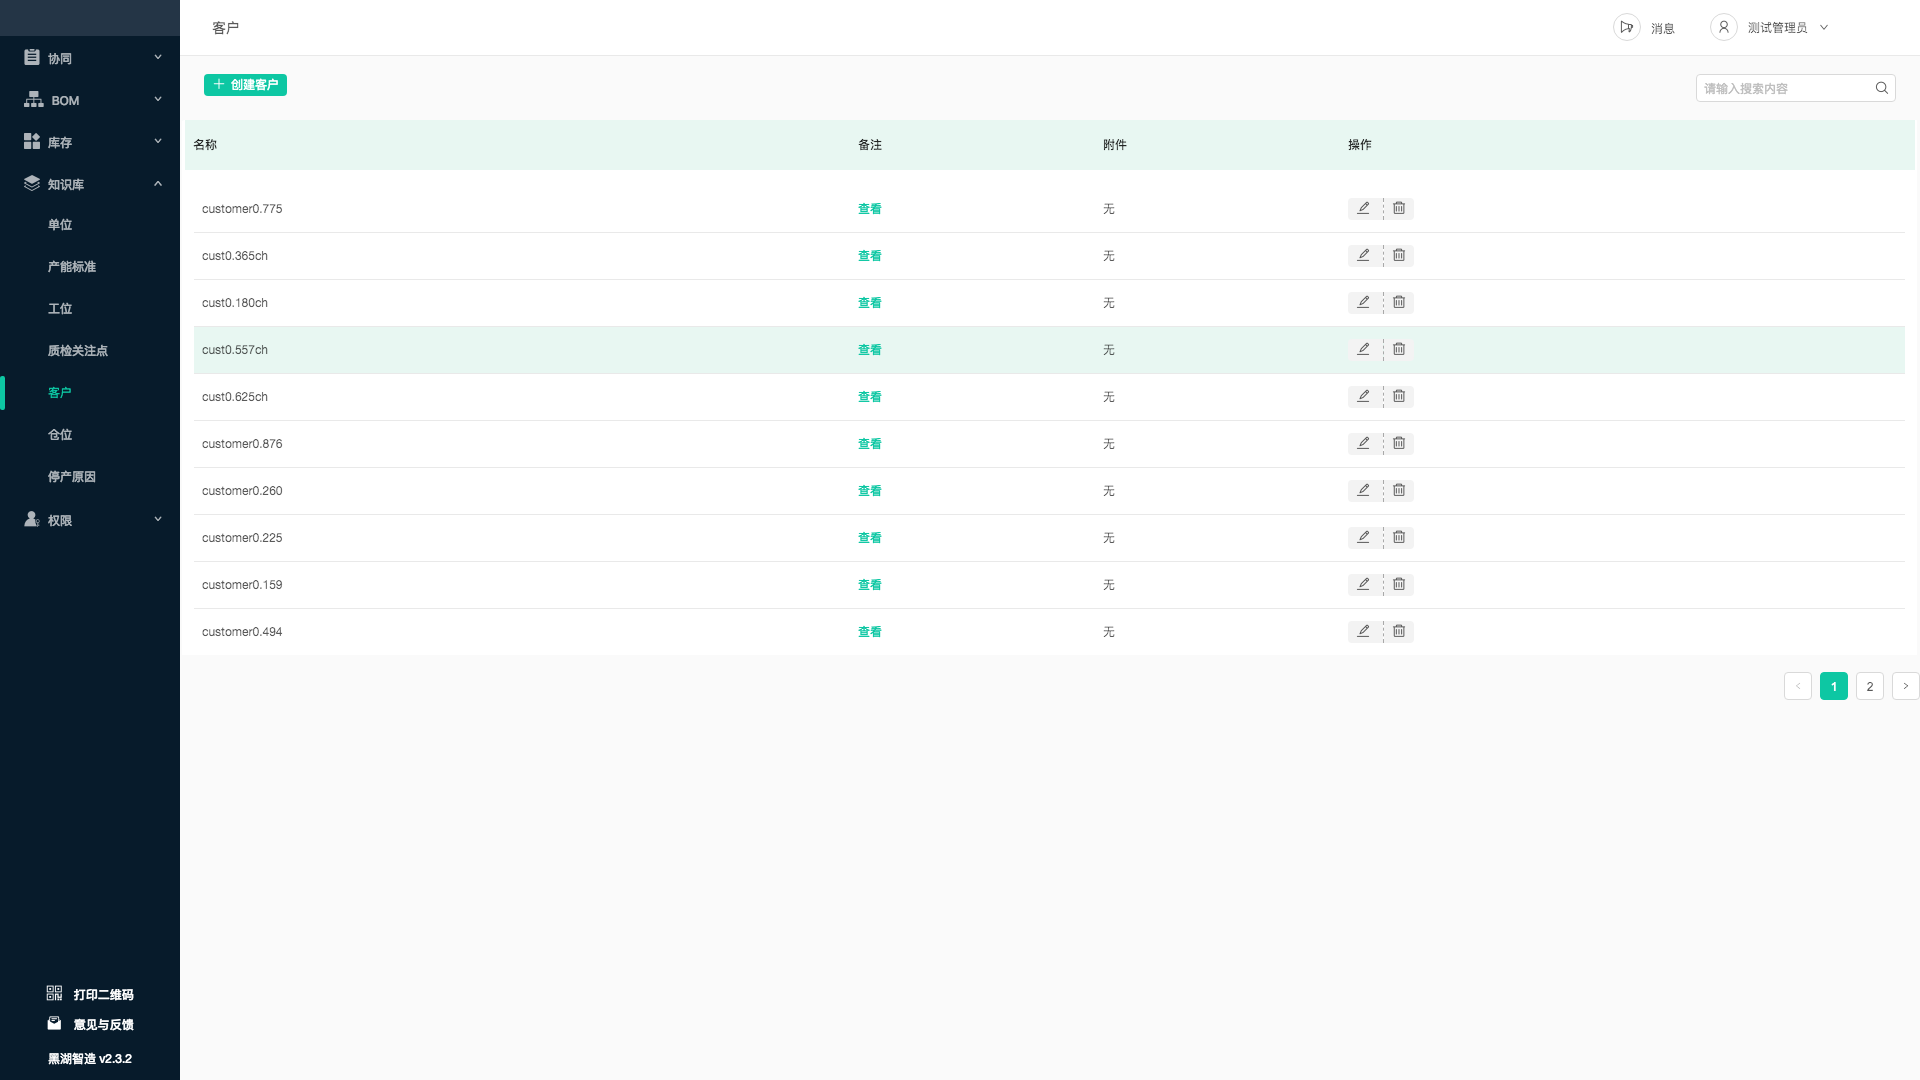 客户
消息
测试管理员
协同
BOM
库存
知识库
单位
产能标准
工位
质检关注点
客户
仓位
停产原因
权限
打印二维码
意见与反馈
黑湖智造 v2.3.2
创建客户
请输入搜索内容
名称 备注 附件 操作
customer0.775 查看 无
cust0.365ch 查看 无
cust0.180ch 查看 无
cust0.557ch 查看 无
cust0.625ch 查看 无
customer0.876 查看 无
customer0.260 查看 无
customer0.225 查看 无
customer0.159 查看 无
customer0.494 查看 无
1 2